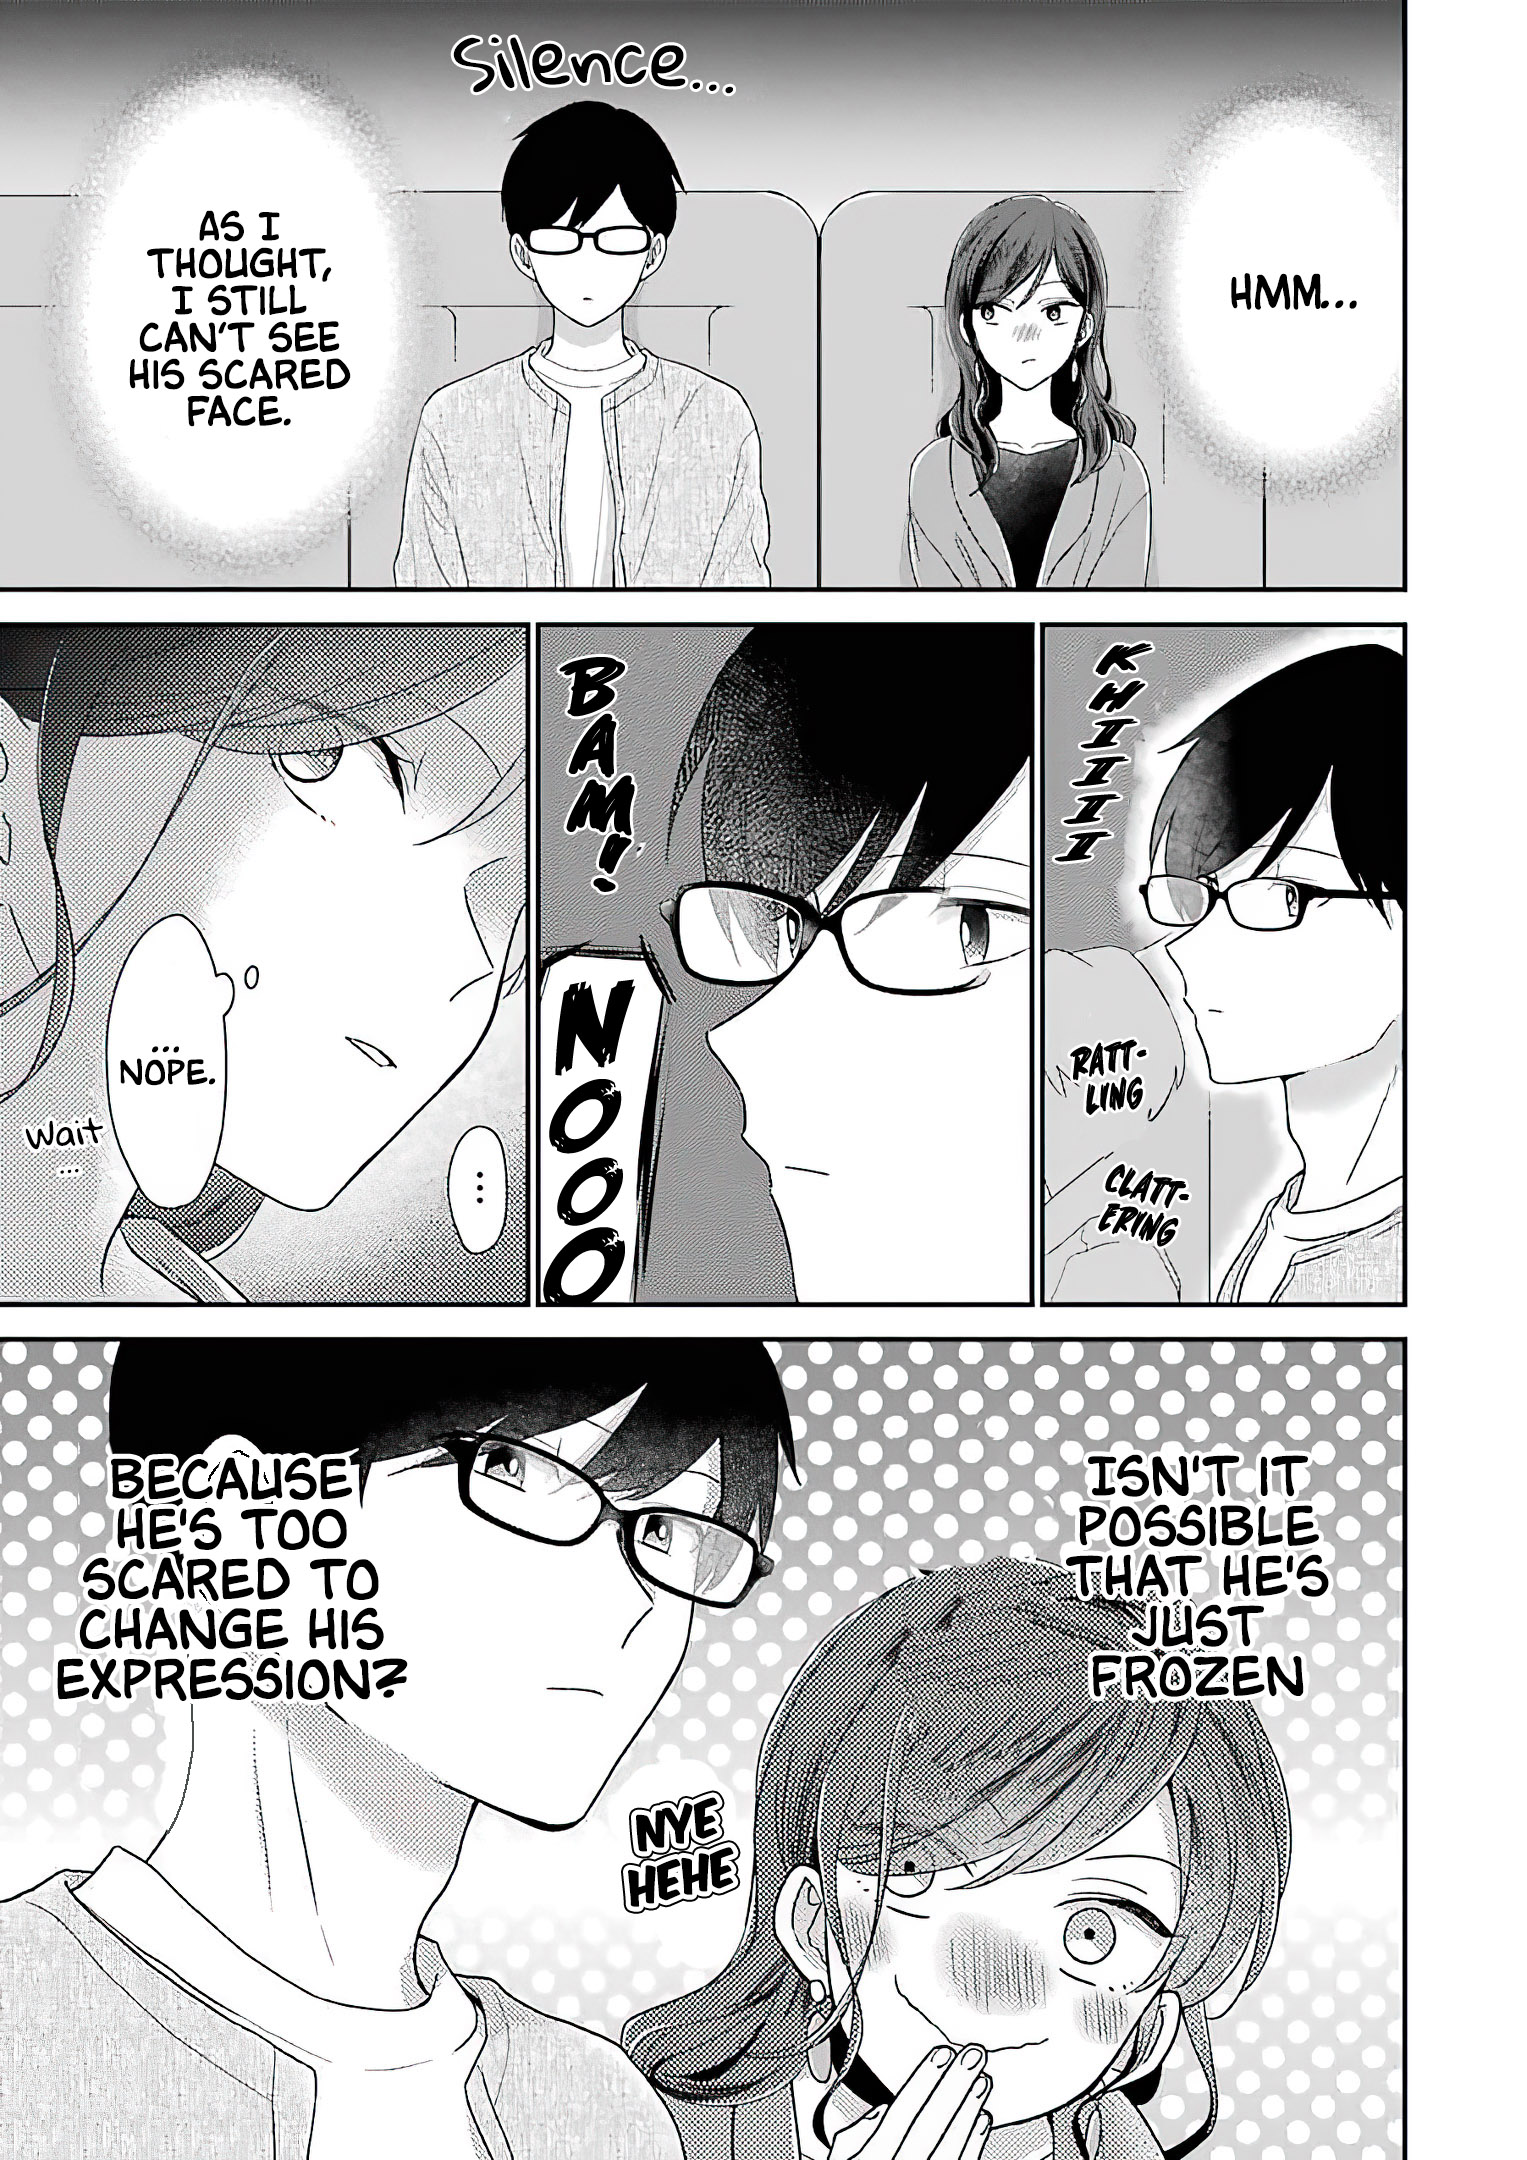 Silence...
HMM...
AS I
THOUGHT,
I STILL
CAN'T SEE
HIS SCARED
FACE.
KHIIII
RATT-
LING
CLATT-
ERING
BAM!
NOOO
...
...
NOPE.
Wait
...
ISN'T IT
POSSIBLE
THAT HE'S
JUST
FROZEN
BECAUSE
HE'S TOO
SCARED TO
CHANGE HIS
EXPRESSION?
NYE
HEHE